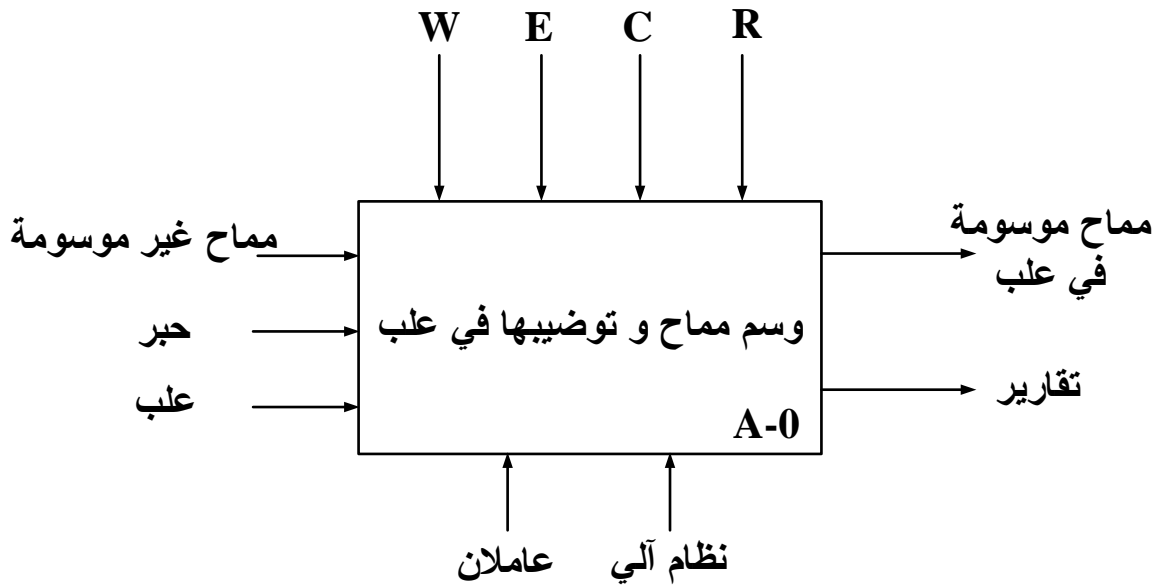 W E C R
مماح غير موسومة
حبر
علب
وسم مماح و توضيبها في علب
A-0
مماح موسومة
في علب
تقارير
عاملان
نظام آلي